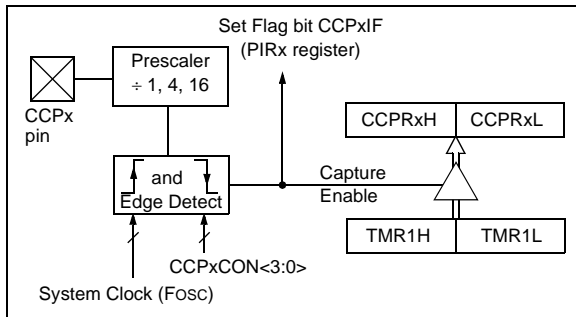 Set Flag bit CCPxIF
(PIRx register)
Prescaler
÷ 1, 4, 16
CCPx
pin
CCPRxH
CCPRxL
and
Edge Detect
Capture
Enable
TMR1H
TMR1L
CCPxCON<3:0>
System Clock (FOSC)